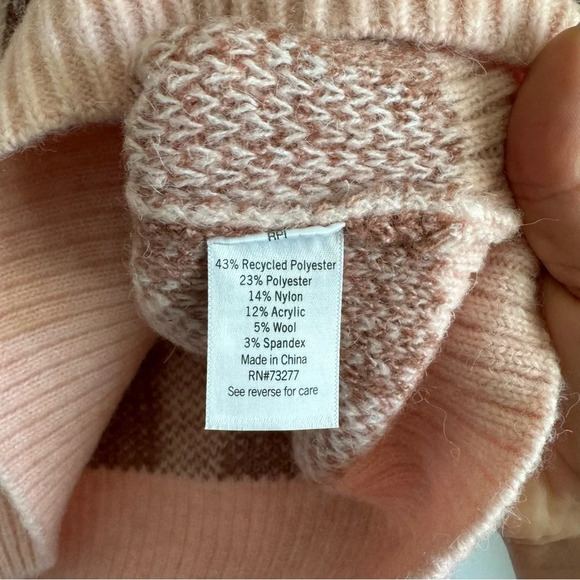 RPI
43% Recycled Polyester
23% Polyester
14% Nylon
12% Acrylic
5% Wool
3% Spandex
Made in China
RN#73277
See reverse for care